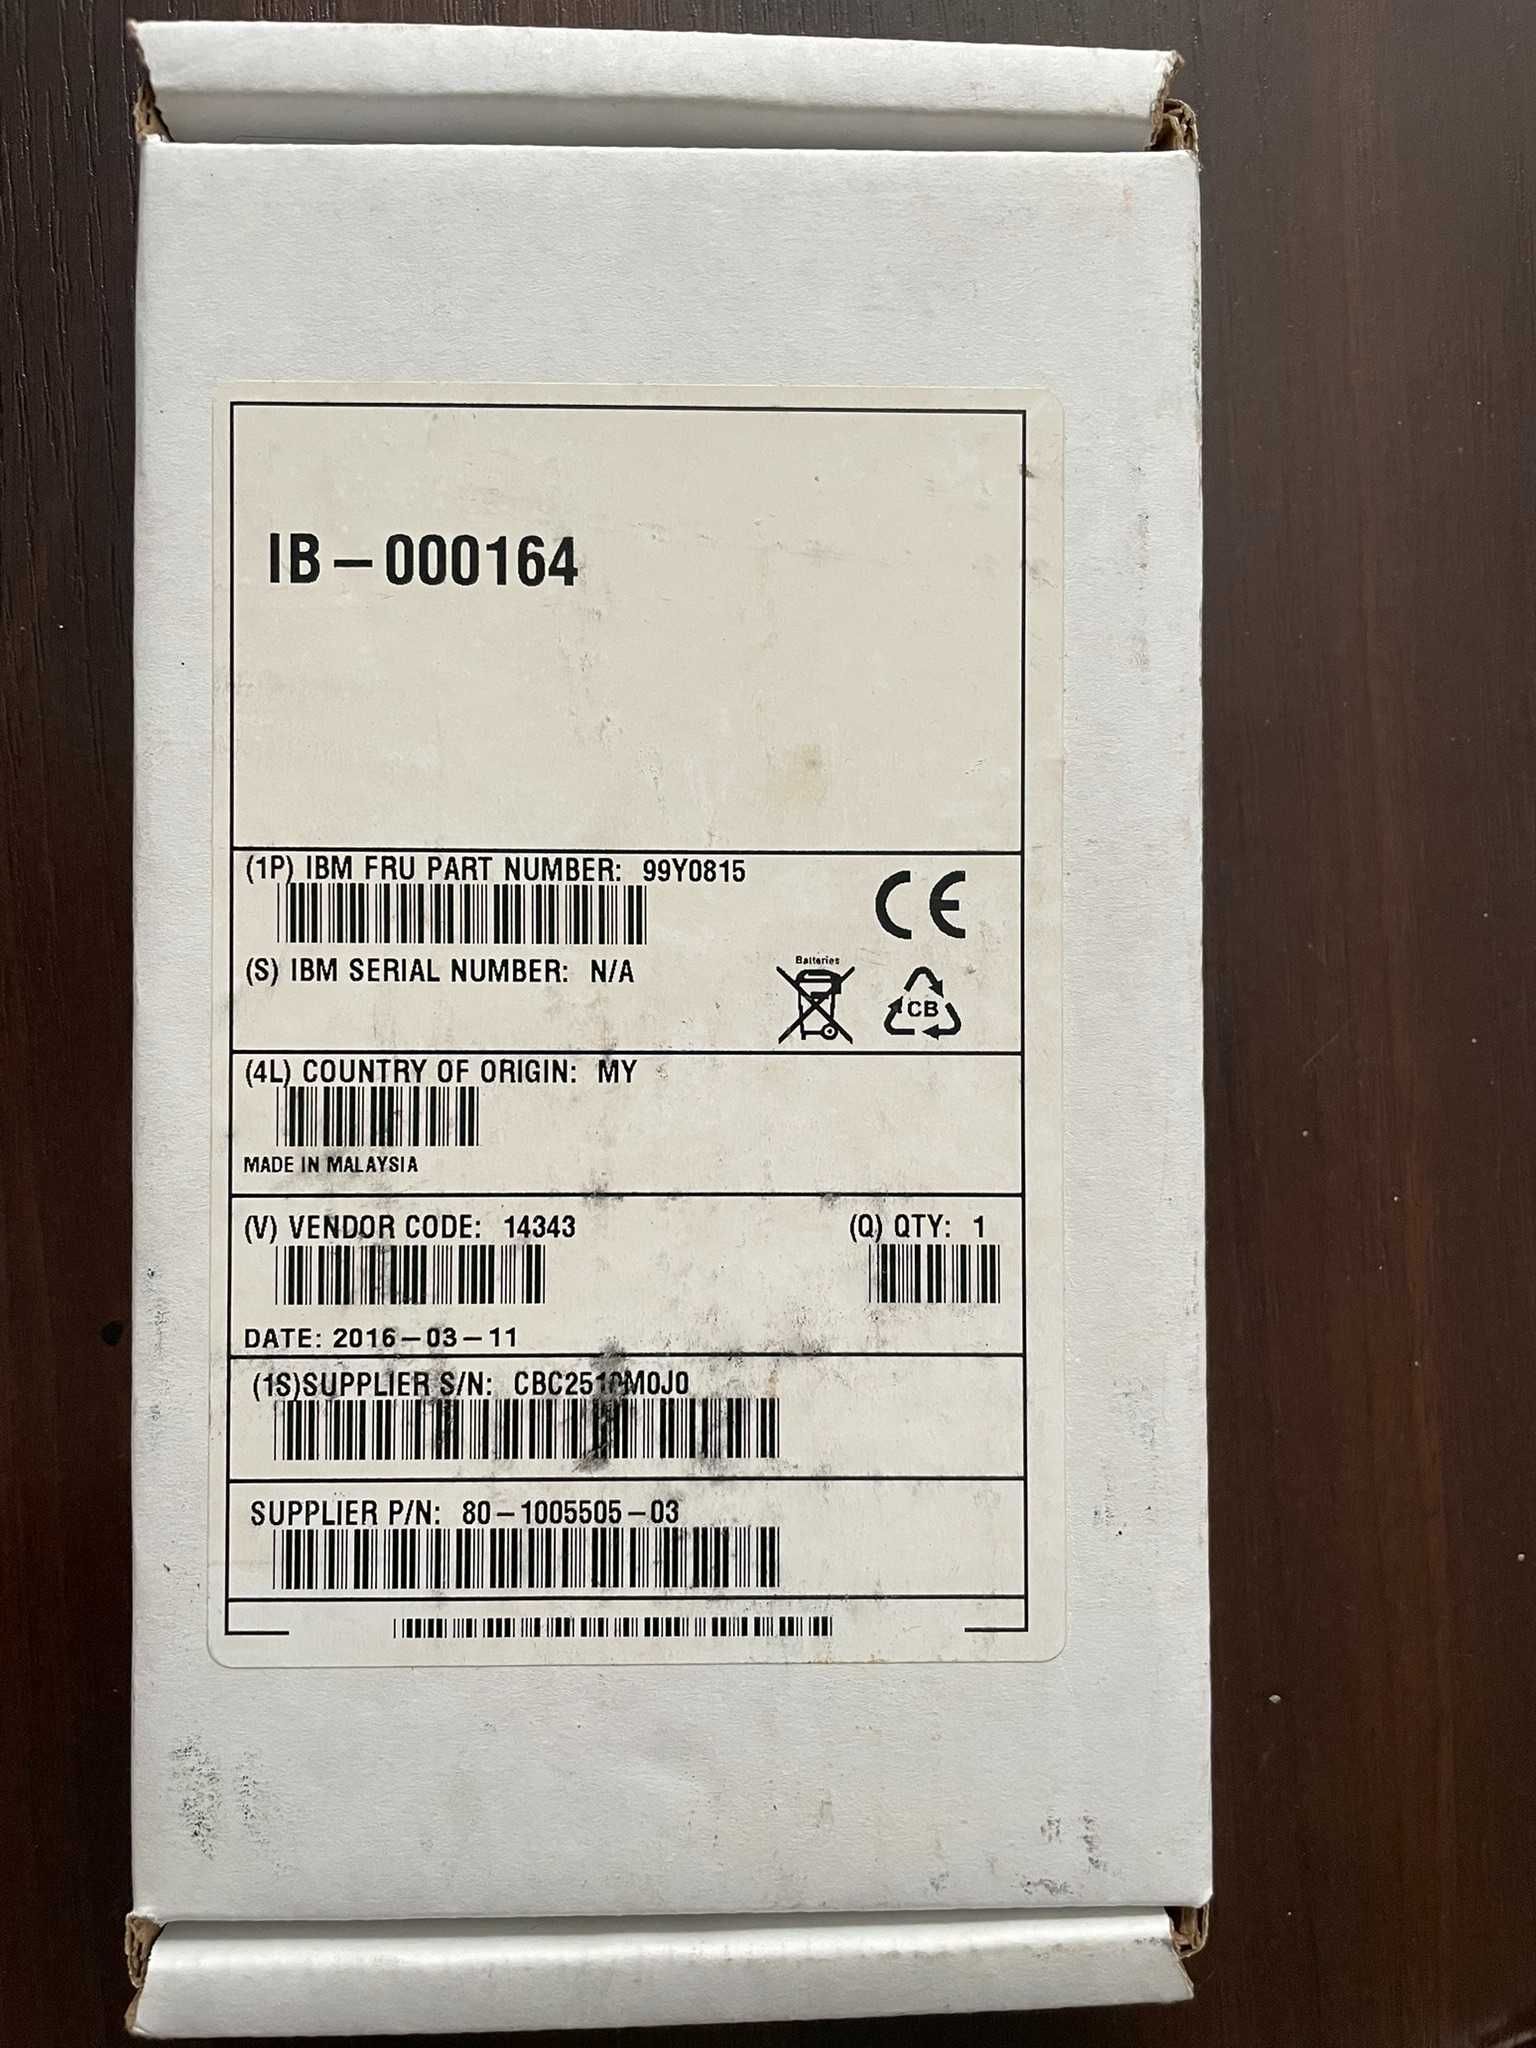 IB-000164
(1P) IBM FRU PART NUMBER: 99Y0815
CE
(S) IBM SERIAL NUMBER: N/A
Batteries
CB
(4L) COUNTRY OF ORIGIN: MY
MADE IN MALAYSIA
(V) VENDOR CODE: 14343
(Q) QTY: 1
DATE: 2016-03-11
(1S)SUPPLIER S/N:
SUPPLIER P/N: 80-1005505-03